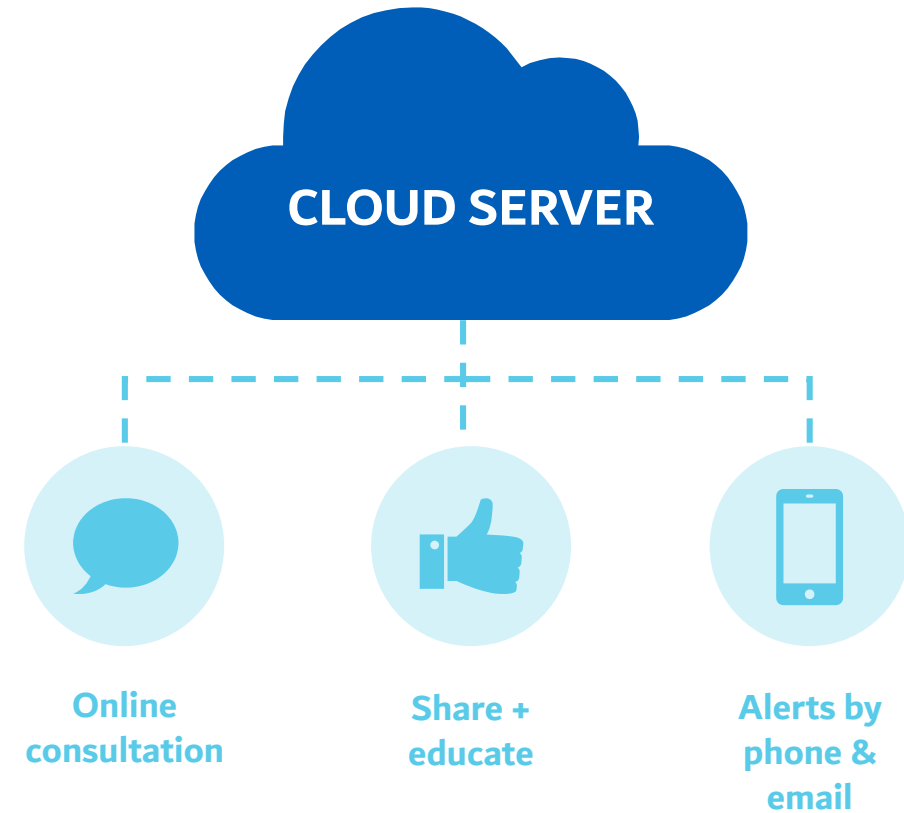 CLOUD SERVER
Online
consultation
Share +
educate
Alerts by
phone &
email